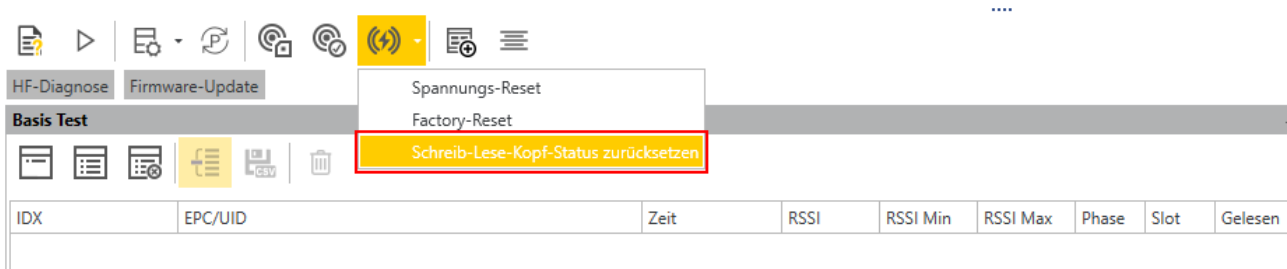 HF-Diagnose Firmware-Update
Spannungs-Reset
Factory-Reset
Schreib-Lese-Kopf-Status zurücksetzen
Basis Test
CSV
IDX EPC/UID Zeit RSSI RSSI Min RSSI Max Phase Slot Gelesen